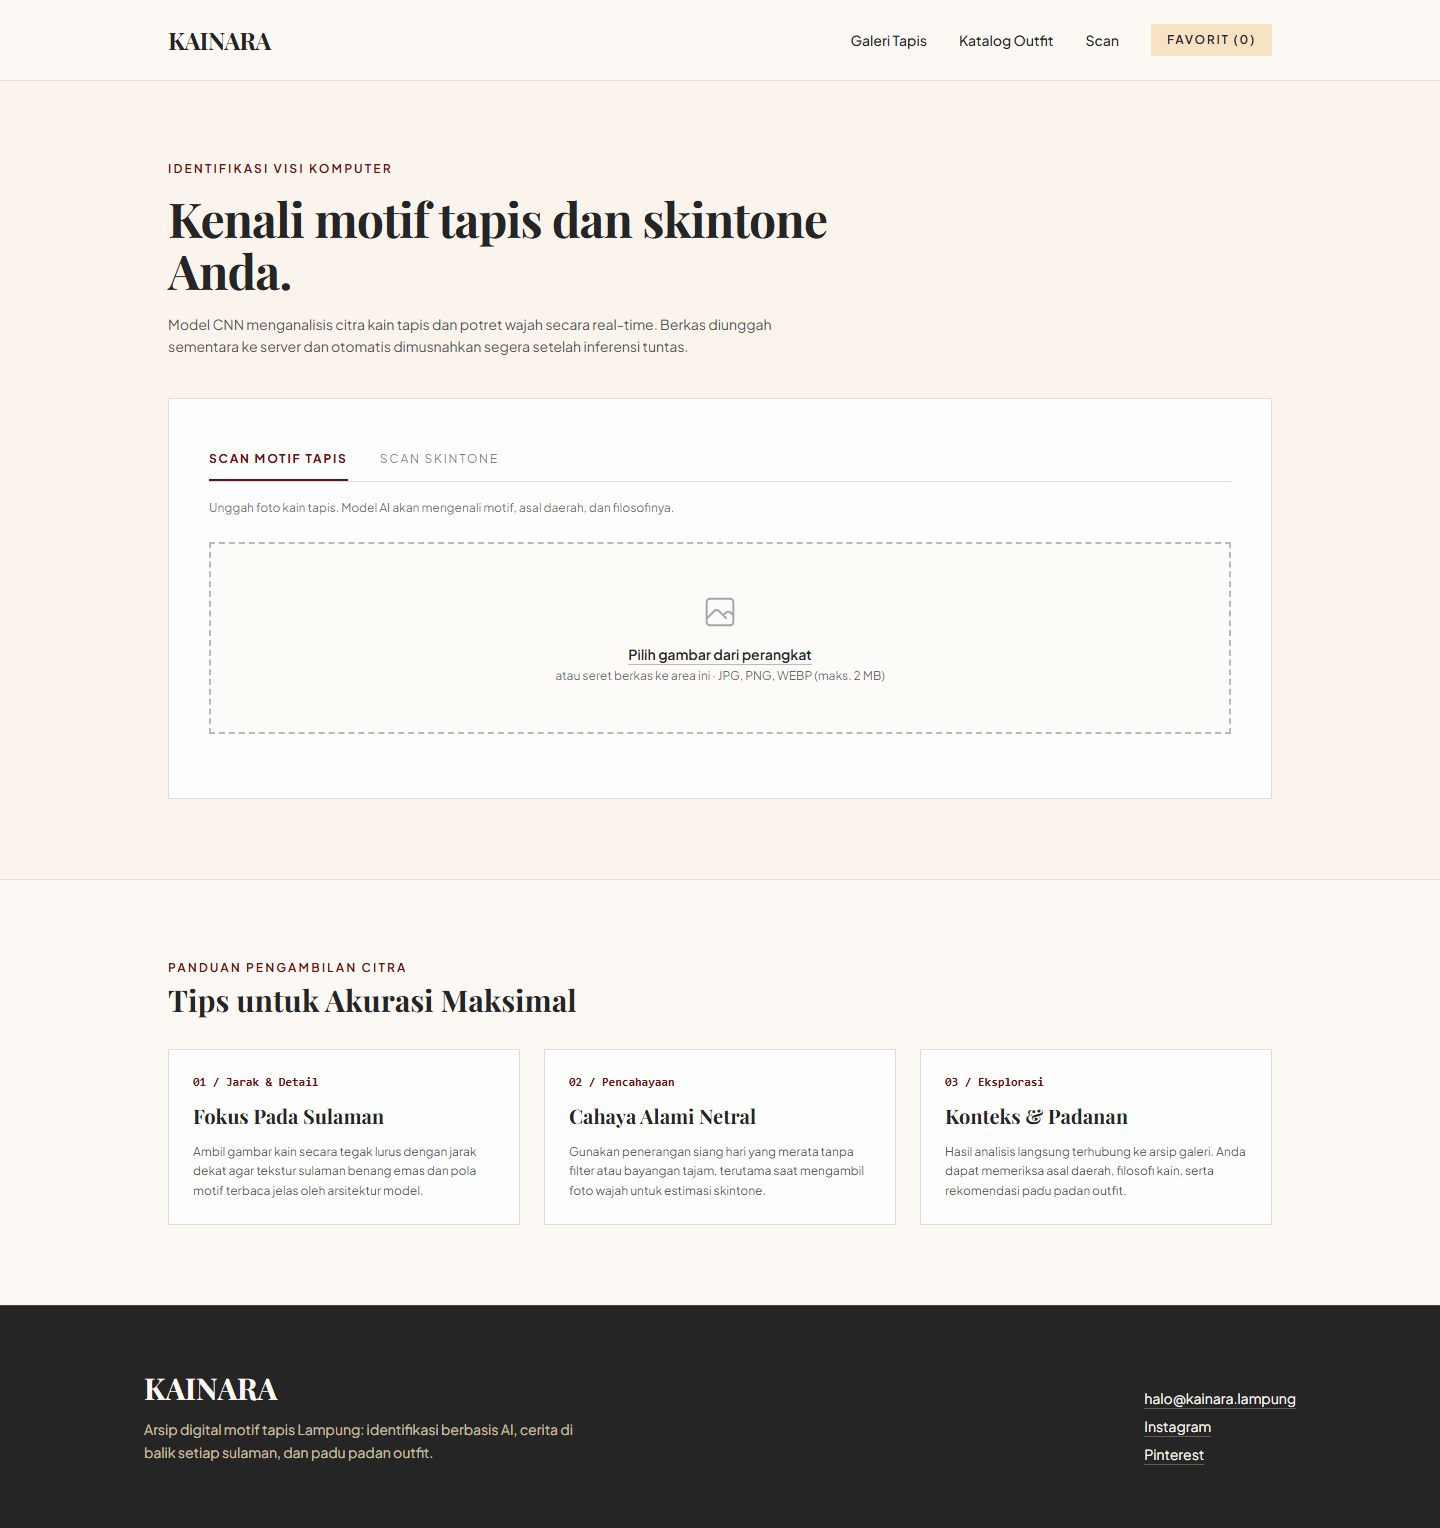 KAINARA
Galeri Tapis
Katalog Outfit
Scan
FAVORIT (0)
IDENTIFIKASI VISI KOMPUTER
Kenali motif tapis dan skintone
Anda.
Model CNN menganalisis citra kain tapis dan potret wajah secara real-time. Berkas diunggah
sementara ke server dan otomatis dimusnahkan segera setelah inferensi tuntas.
SCAN MOTIF TAPIS
SCAN SKINTONE
Unggah foto kain tapis. Model AI akan mengenali motif, asal daerah, dan filosofinya.
Pilih gambar dari perangkat
atau seret berkas ke area ini · JPG, PNG, WEBP (maks. 2 MB)
PANDUAN PENGAMBILAN CITRA
Tips untuk Akurasi Maksimal
01 / Jarak & Detail
Fokus Pada Sulaman
Ambil gambar kain secara tegak lurus dengan jarak
dekat agar tekstur sulaman benang emas dan pola
motif terbaca jelas oleh arsitektur model.
02 / Pencahayaan
Cahaya Alami Netral
Gunakan penerangan siang hari yang merata tanpa
filter atau bayangan tajam, terutama saat mengambil
foto wajah untuk estimasi skintone.
03 / Eksplorasi
Konteks & Padanan
Hasil analisis langsung terhubung ke arsip galeri. Anda
dapat memeriksa asal daerah, filosofi kain, serta
rekomendasi padu padan outfit.
KAINARA
Arsip digital motif tapis Lampung: identifikasi berbasis AI, cerita di
balik setiap sulaman, dan padu padan outfit.
halo@kainara.lampung
Instagram
Pinterest